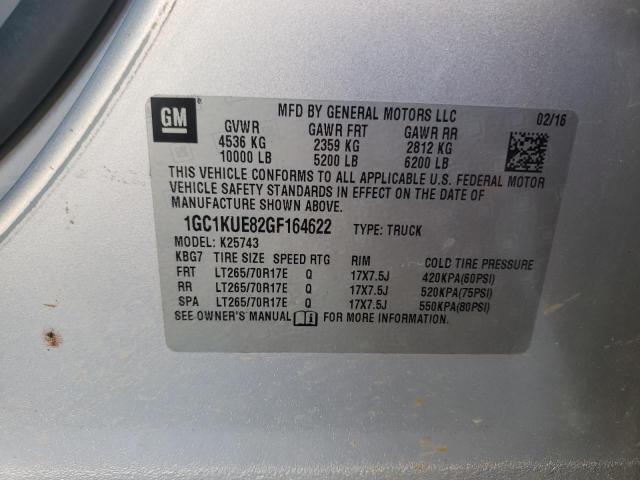 GM
MFD BY GENERAL MOTORS LLC 02/16
GVWR GAWR FRT GAWR RR
4536 KG 2359 KG 2812 KG
10000 LB 5200 LB 6200 LB
THIS VEHICLE CONFORMS TO ALL APPLICABLE U.S. FEDERAL MOTOR
VEHICLE SAFETY STANDARDS IN EFFECT ON THE DATE OF
MANUFACTURE SHOWN ABOVE.
1GC1KUE82GF164622 TYPE: TRUCK
MODEL: K25743
KBG7 TIRE SIZE SPEED RTG RIM COLD TIRE PRESSURE
FRT LT265/70R17E Q 17X7.5J 420KPA(60PSI)
RR LT265/70R17E Q 17X7.5J 520KPA(75PSI)
SPA LT265/70R17E Q 17X7.5J 550KPA(80PSI)
SEE OWNER'S MANUAL FOR MORE INFORMATION.